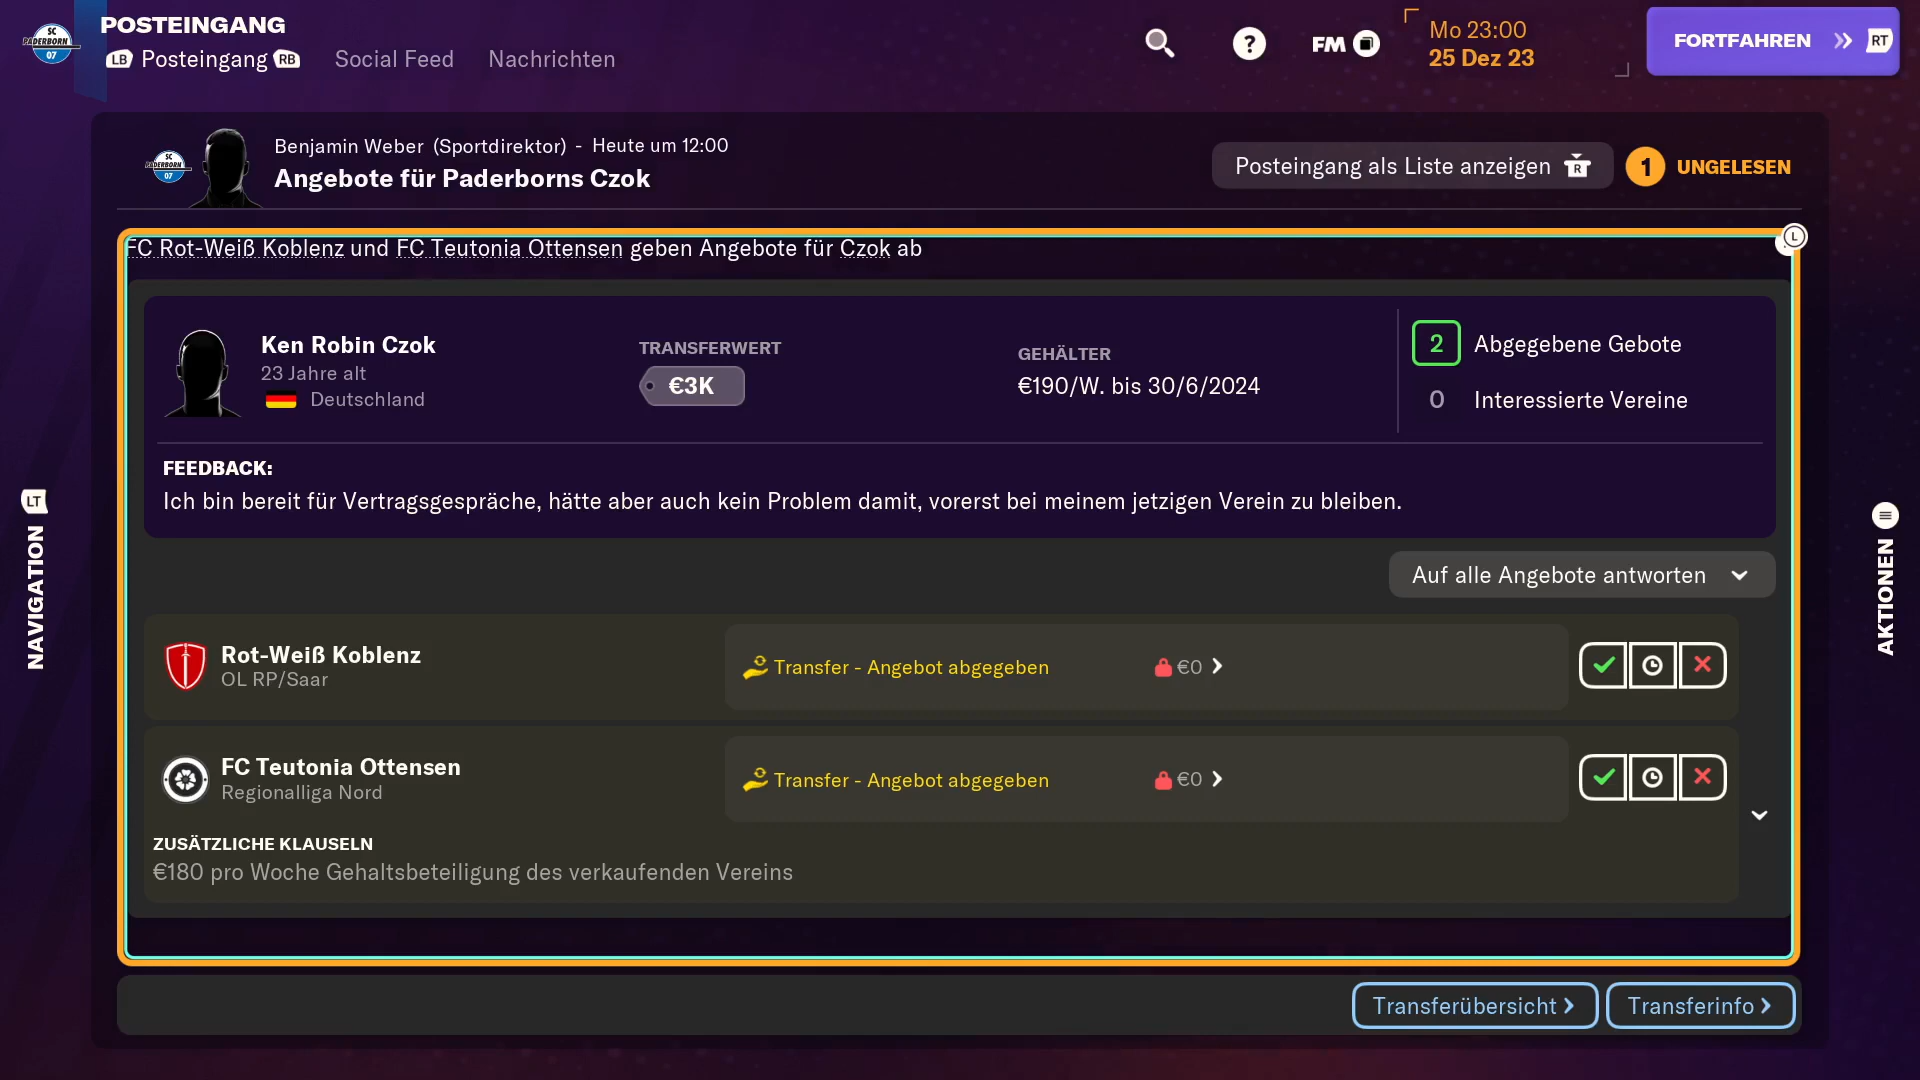 SC
PADERBORN
07
POSTEINGANG
LB Posteingang RB Social Feed Nachrichten
?
FM
Mo 23:00
25 Dez 23
FORTFAHREN RT
SC
PADERBORN
07
Benjamin Weber (Sportdirektor) - Heute um 12:00
Angebote für Paderborns Czok
Posteingang als Liste anzeigen R
1 UNGELESEN
L
FC Rot-Weiß Koblenz und FC Teutonia Ottensen geben Angebote für Czok ab
Ken Robin Czok
23 Jahre alt
Deutschland
TRANSFERWERT
€3K
GEHÄLTER
€190/W. bis 30/6/2024
2 Abgegebene Gebote
0 Interessierte Vereine
FEEDBACK:
Ich bin bereit für Vertragsgespräche, hätte aber auch kein Problem damit, vorerst bei meinem jetzigen Verein zu bleiben.
Auf alle Angebote antworten
Rot-Weiß Koblenz
OL RP/Saar
Transfer - Angebot abgegeben €0
FC Teutonia Ottensen
Regionalliga Nord
Transfer - Angebot abgegeben €0
ZUSÄTZLICHE KLAUSELN
€180 pro Woche Gehaltsbeteiligung des verkaufenden Vereins
Transferübersicht
Transferinfo
LT
NAVIGATION
AKTIONEN